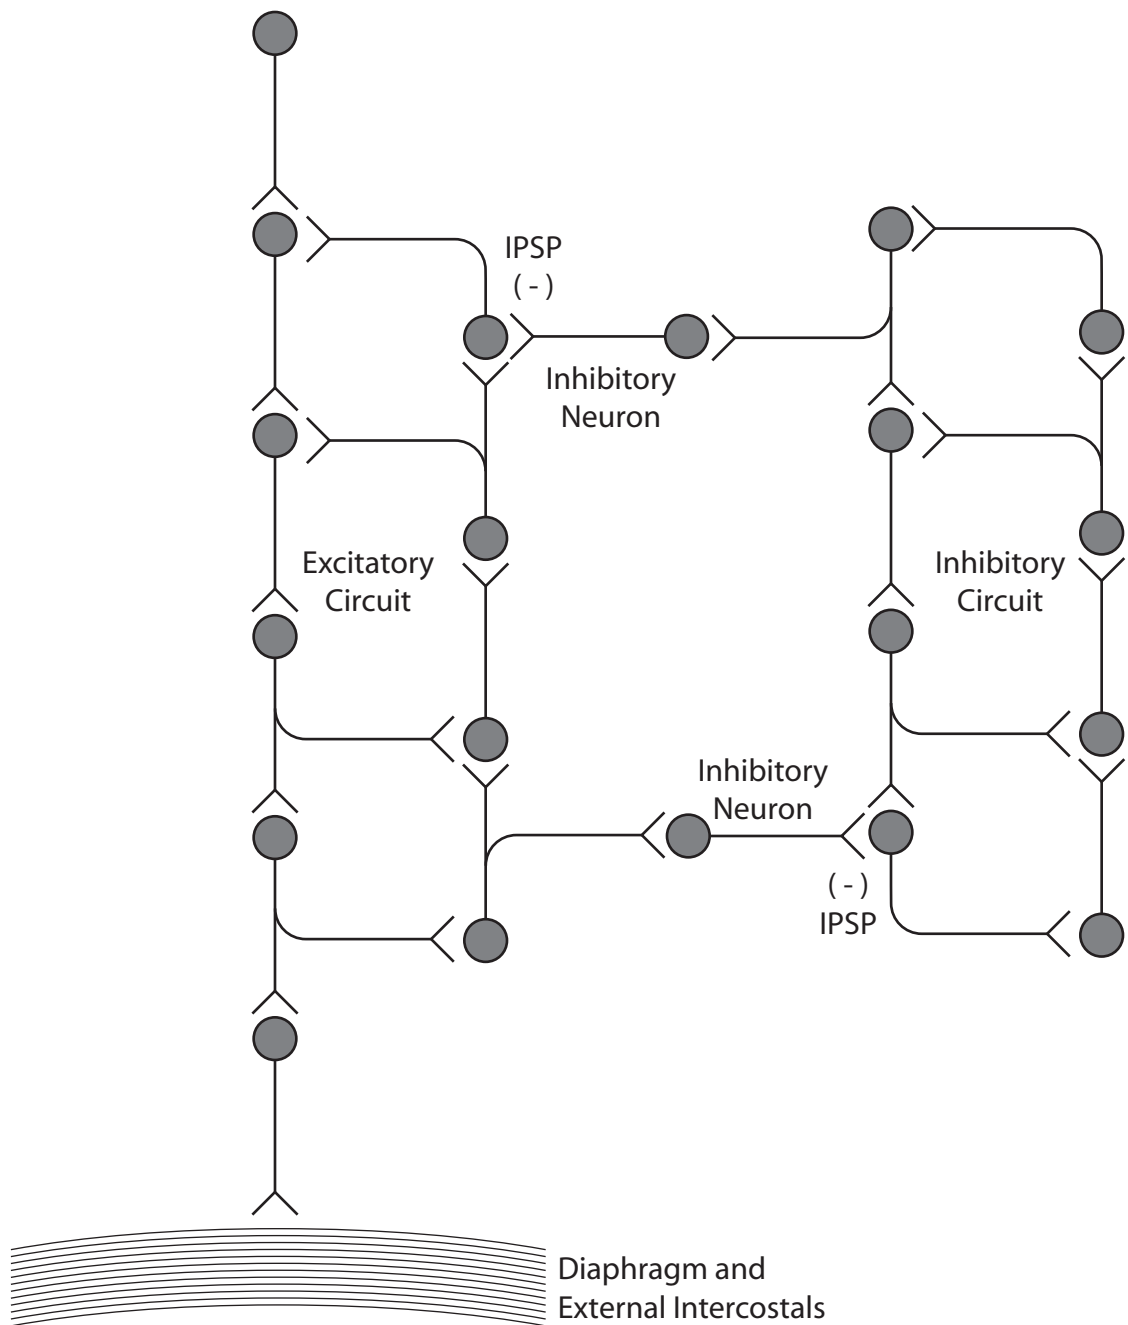 IPSP
( - )
Inhibitory
Neuron
Excitatory
Circuit
Inhibitory
Circuit
Inhibitory
Neuron
( - )
IPSP
Diaphragm and
External Intercostals